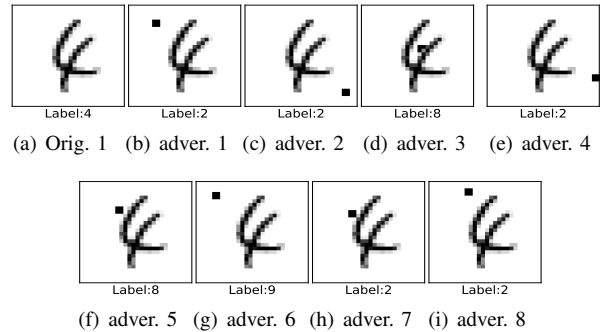 Label:4 Label:2 Label:2 Label:8 Label:2
(a) Orig. 1 (b) adver. 1 (c) adver. 2 (d) adver. 3 (e) adver. 4
Label:8 Label:9 Label:2 Label:2
(f) adver. 5 (g) adver. 6 (h) adver. 7 (i) adver. 8